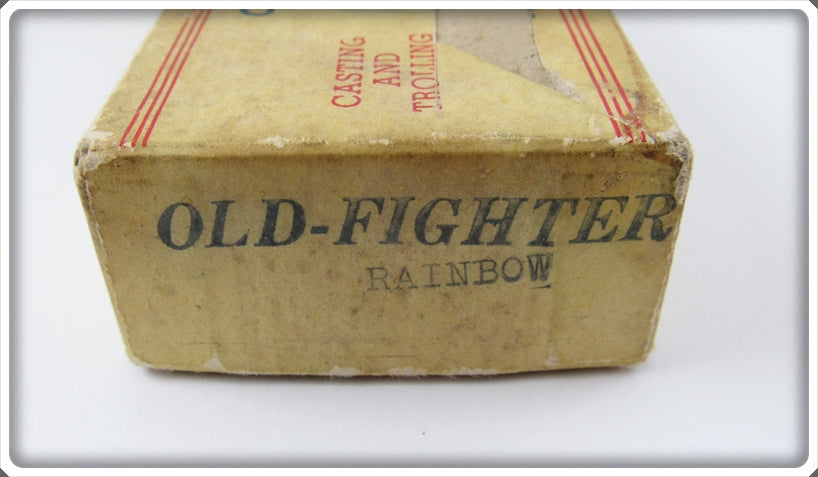 CASTING
AND
TROLLING
OLD-FIGHTER
RAINBOW